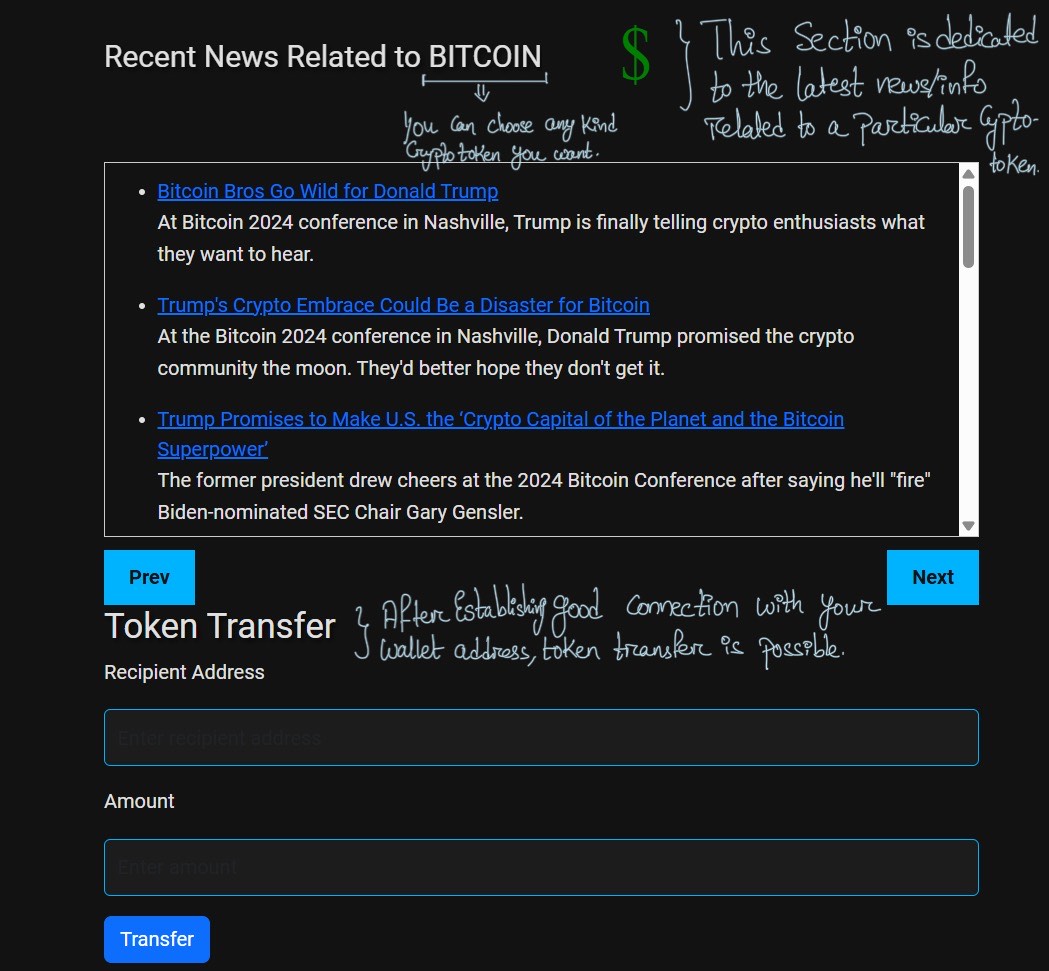 Recent News Related to BITCOIN
$
This Section is dedicated
to the latest news/info
related to a particular Cypto-
token.
You can choose any kind
Crypto token you want.
Bitcoin Bros Go Wild for Donald Trump
At Bitcoin 2024 conference in Nashville, Trump is finally telling crypto enthusiasts what
they want to hear.
Trump's Crypto Embrace Could Be a Disaster for Bitcoin
At the Bitcoin 2024 conference in Nashville, Donald Trump promised the crypto
community the moon. They'd better hope they don't get it.
Trump Promises to Make U.S. the ‘Crypto Capital of the Planet and the Bitcoin
Superpower’
The former president drew cheers at the 2024 Bitcoin Conference after saying he'll "fire"
Biden-nominated SEC Chair Gary Gensler.
Prev
Next
Token Transfer
After Establishing good connection with your
wallet address, token transfer is possible.
Recipient Address
Enter recipient address
Amount
Enter amount
Transfer